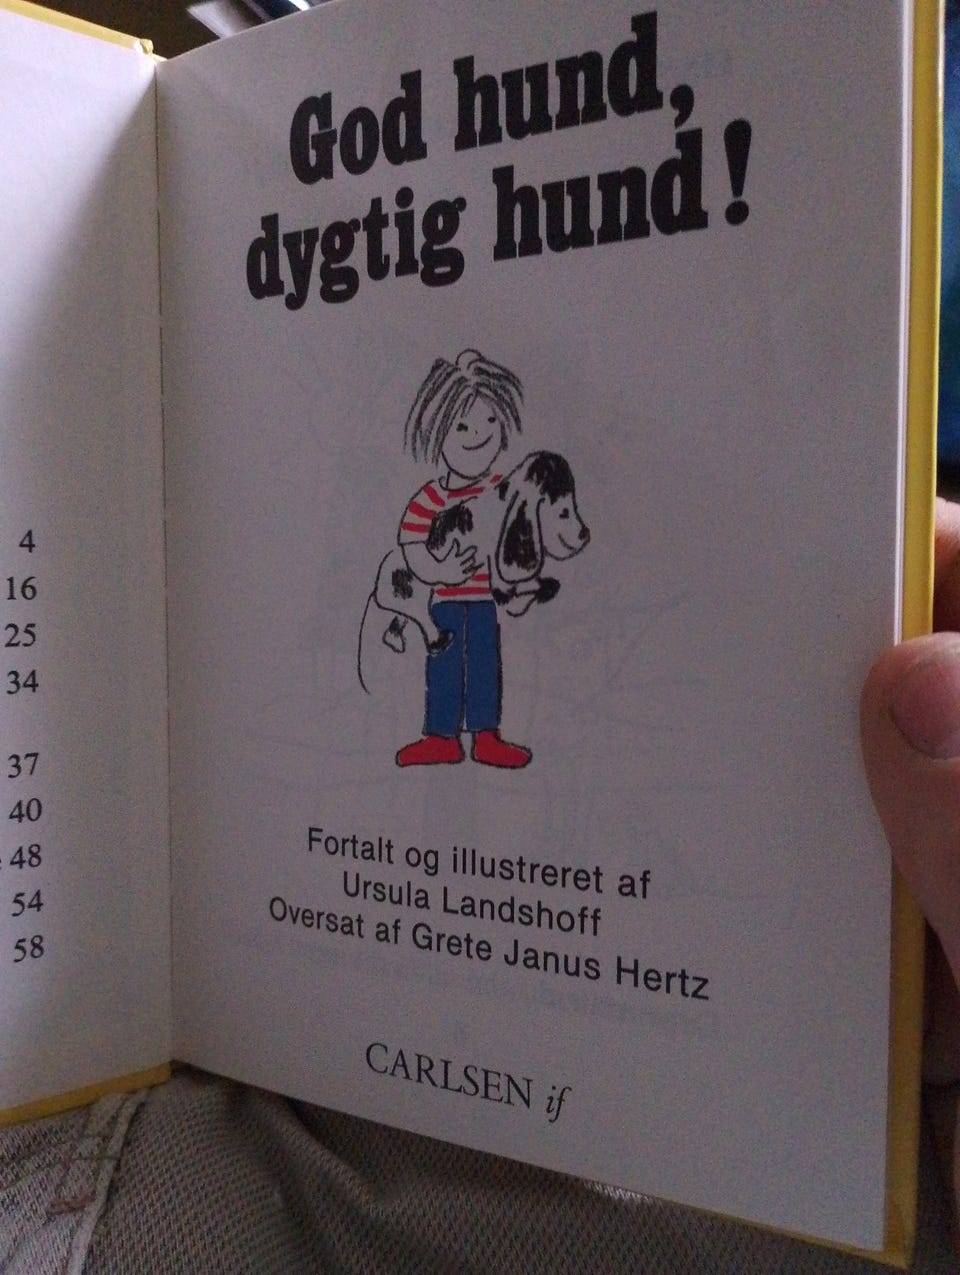 4
16
25
34
37
40
48
54
58
God hund,
dygtig hund!
Fortalt og illustreret af
Ursula Landshoff
Oversat af Grete Janus Hertz
CARLSEN if